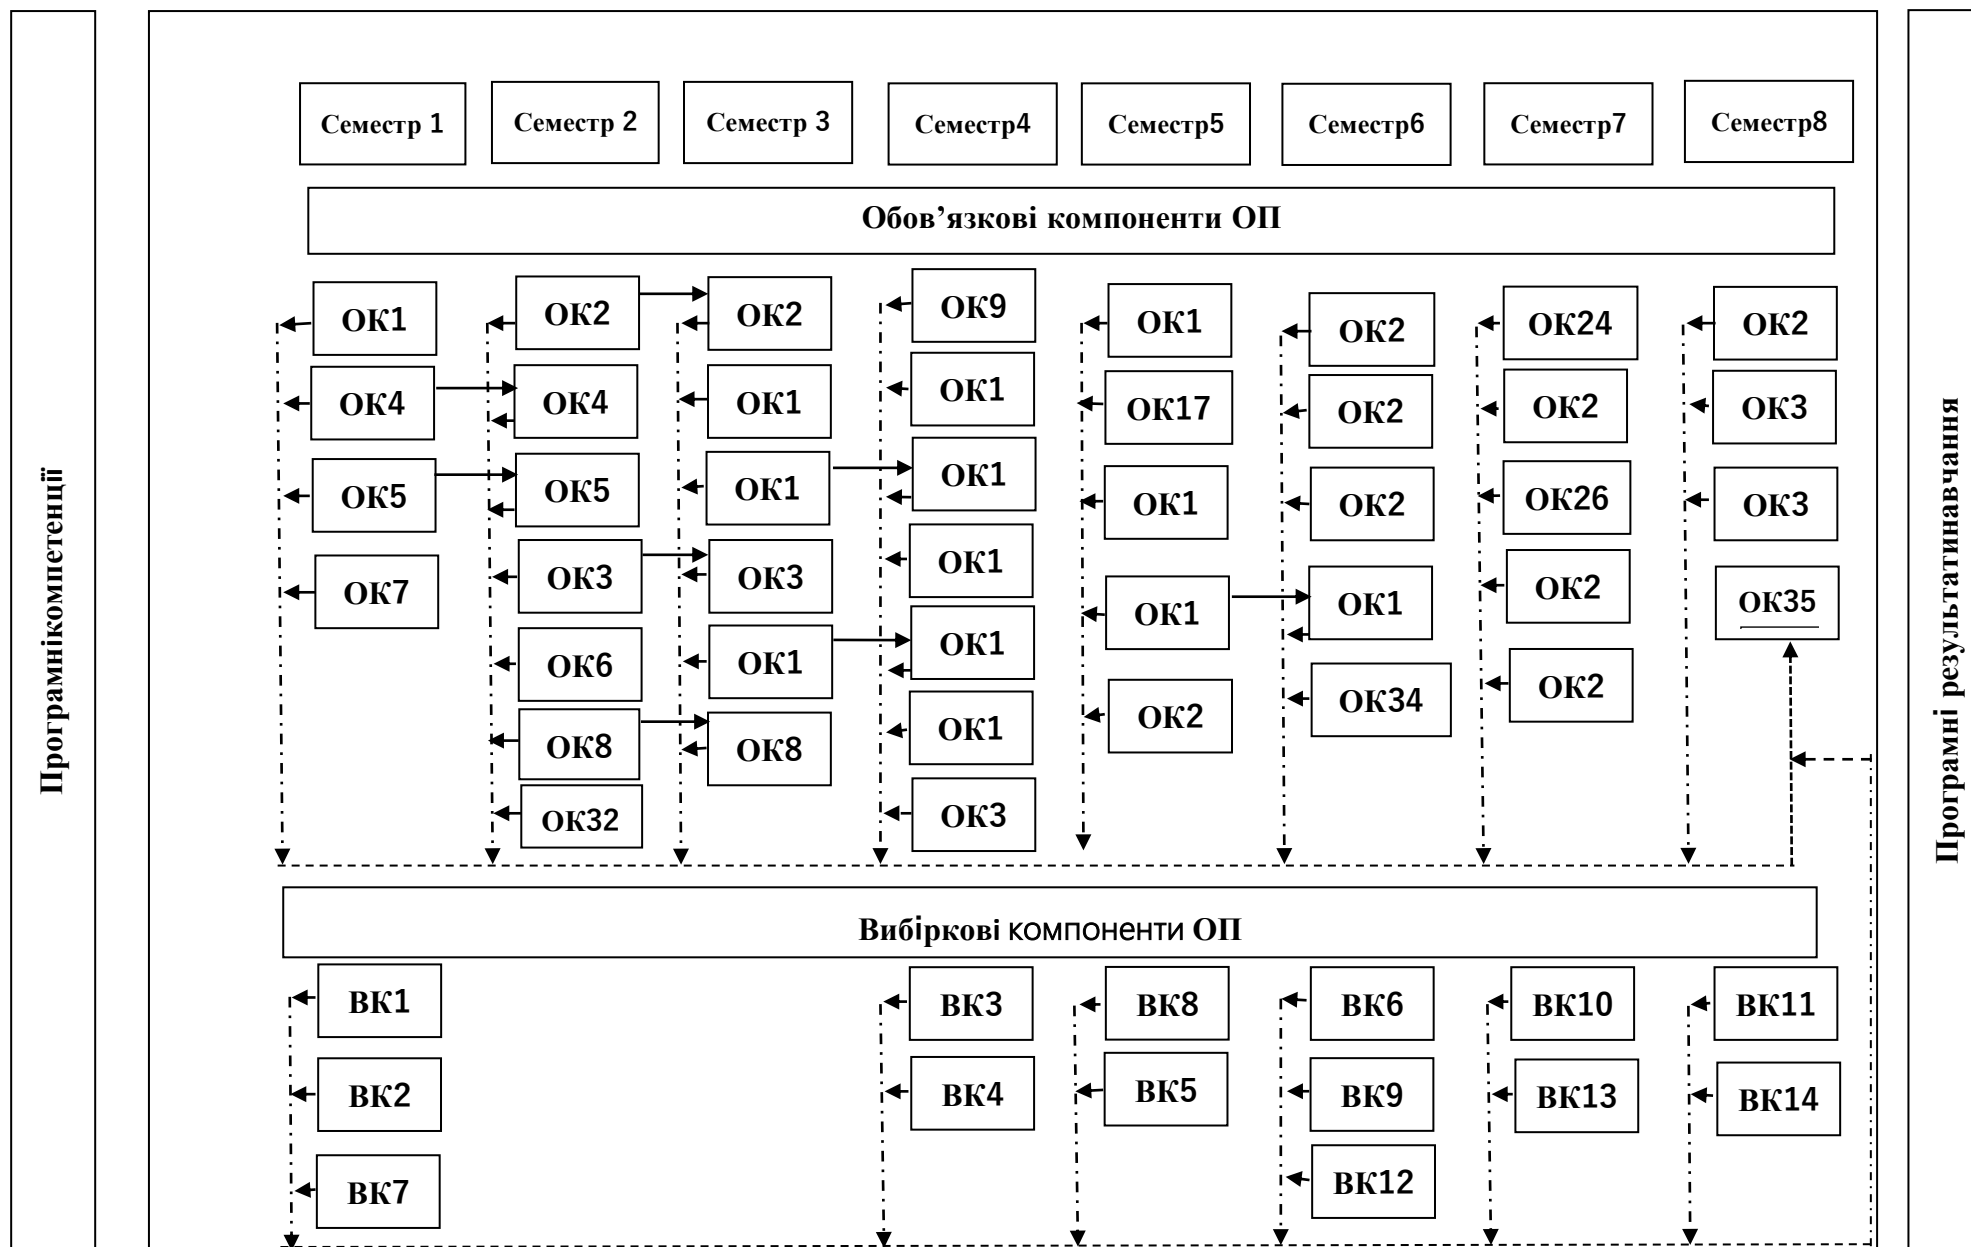 Програмнікомпетенції
Семестр 1
Семестр 2
Семестр 3
Семестр4
Семестр5
Семестр6
Семестр7
Семестр8
Обов’язкові компоненти ОП
ОК1
ОК4
ОК5
ОК7
ОК2
ОК4
ОК5
ОК3
ОК6
ОК8
ОК32
ОК2
ОК1
ОК1
ОК3
ОК1
ОК8
ОК9
ОК1
ОК1
ОК1
ОК1
ОК1
ОК3
ОК1
ОК17
ОК1
ОК1
ОК2
ОК2
ОК2
ОК2
ОК1
ОК34
ОК24
ОК2
ОК26
ОК2
ОК2
ОК2
ОК3
ОК3
ОК35
Вибіркові компоненти ОП
ВК1
ВК2
ВК7
ВК3
ВК4
ВК8
ВК5
ВК6
ВК9
ВК12
ВК10
ВК13
ВК11
ВК14
Програмні результатинавчання